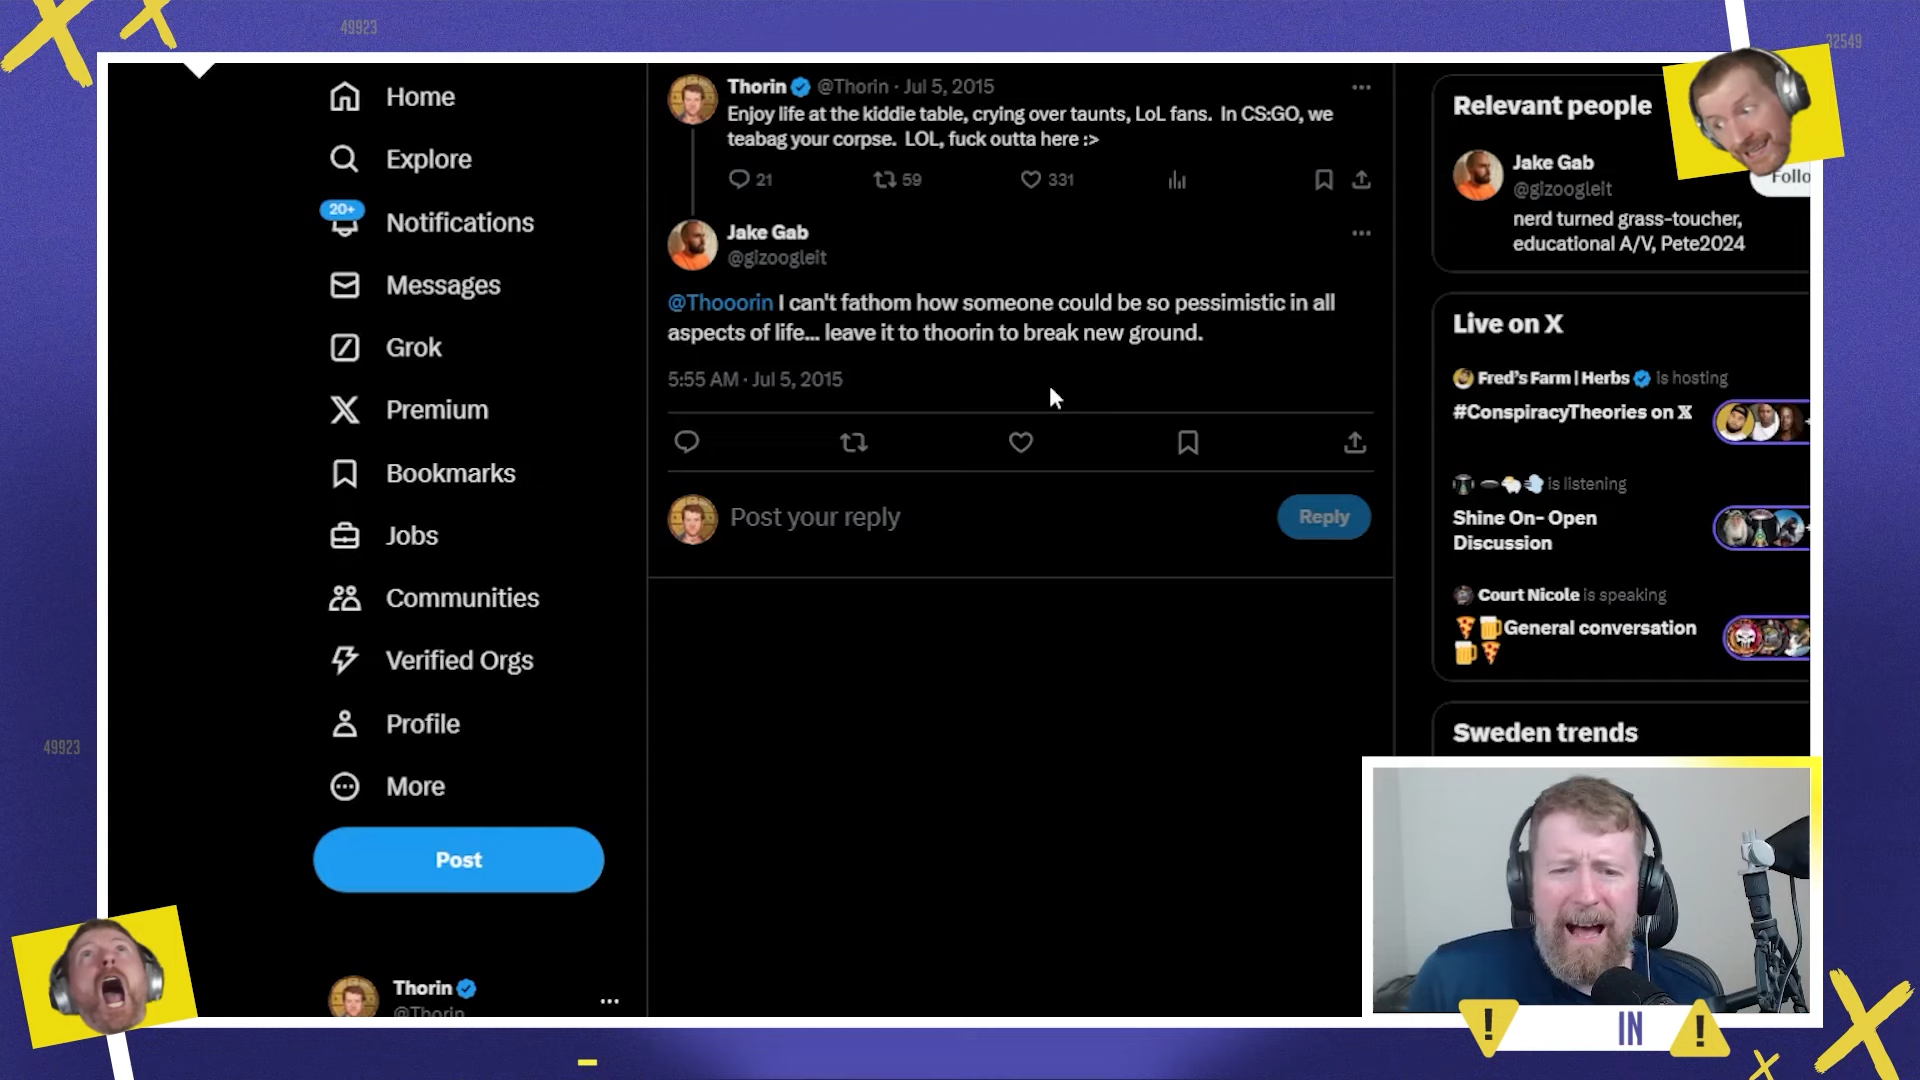 49923
32549
Home
Explore
20+
Notifications
Messages
Grok
Premium
Bookmarks
Jobs
Communities
Verified Orgs
Profile
More
Post
Thorin
@Thorin
Thorin @Thorin · Jul 5, 2015
Enjoy life at the kiddie table, crying over taunts, LoL fans. In CS:GO, we
teabag your corpse. LOL, fuck outta here :>
21 59 331
Jake Gab
@gizoogleit
@Thooorin I can't fathom how someone could be so pessimistic in all
aspects of life... leave it to thoorin to break new ground.
5:55 AM · Jul 5, 2015
Post your reply
Reply
Relevant people
Jake Gab
@gizoogleit
Follo
nerd turned grass-toucher,
educational A/V, Pete2024
Live on X
Fred's Farm | Herbs is hosting
#ConspiracyTheories on X
is listening
Shine On- Open
Discussion
Court Nicole is speaking
General conversation
Sweden trends
49923
! IN !